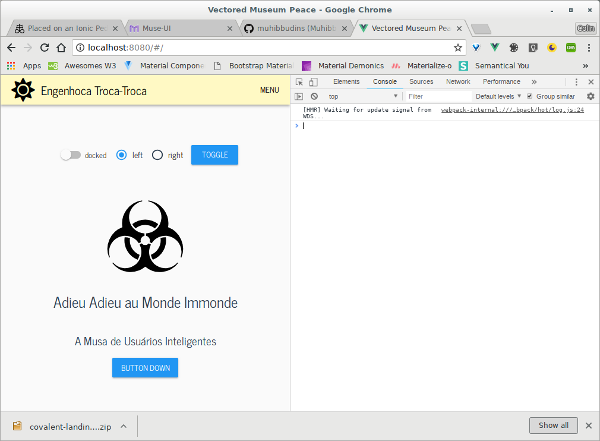 Vectored Museum Peace - Google Chrome
Placed on an Ionic Pe
Muse-UI
muhibbudins (Muhibb
Vectored Museum Pea
Colin
localhost:8080/#/
Apps
Awesomes W3
Material Compone
Bootstrap Materia
Material Demonics
Materialize-o
Semantical You
»
Engenhoca Troca-Troca
MENU
Elements
Console
Sources
Network
Performance
»
top
Filter
Default levels
Group similar
[HMR] Waiting for update signal from WDS...
webpack-internal:///…bpack/hot/log.js:24
docked
left
right
TOGGLE
Adieu Adieu au Monde Immonde
A Musa de Usuários Inteligentes
BUTTON DOWN
covalent-landin....zip
Show all